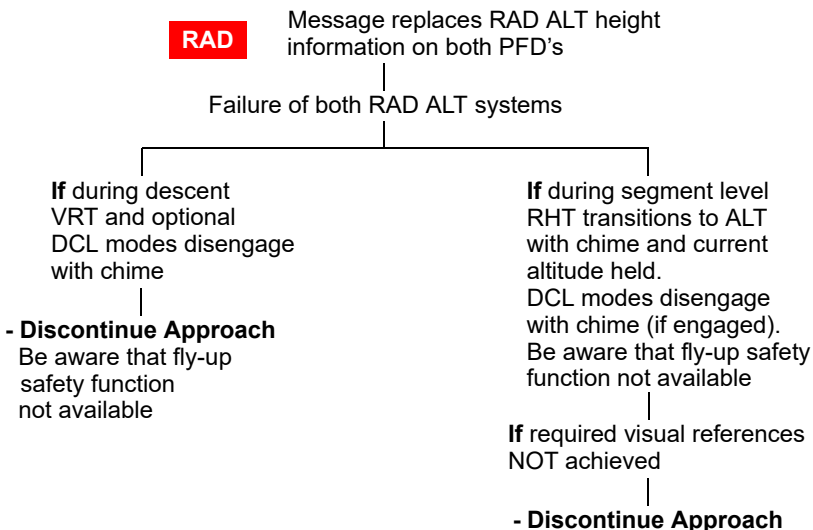 RAD
Message replaces RAD ALT height
information on both PFD's
Failure of both RAD ALT systems
If during descent
VRT and optional
DCL modes disengage
with chime
- Discontinue Approach
Be aware that fly-up
safety function
not available
If during segment level
RHT transitions to ALT
with chime and current
altitude held.
DCL modes disengage
with chime (if engaged).
Be aware that fly-up safety
function not available
If required visual references
NOT achieved
- Discontinue Approach